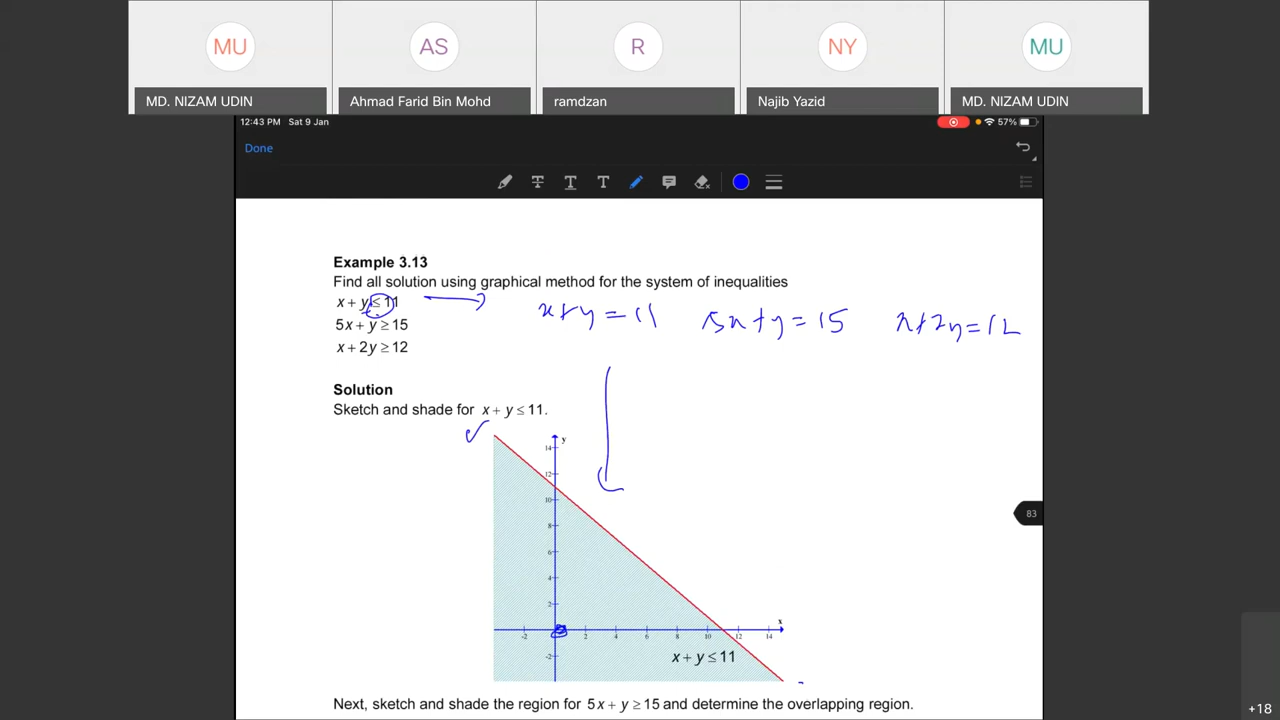 MU AS R NY MU
MD. NIZAM UDIN Ahmad Farid Bin Mohd ramdzan Najib Yazid MD. NIZAM UDIN
12:43 PM Sat 9 Jan 57%
Done
T T T
Example 3.13
Find all solution using graphical method for the system of inequalities
x + y ≤ 11
x+y = 11 5x+y = 15 x+2y = 12
5x + y ≥ 15
x + 2y ≥ 12
Solution
Sketch and shade for x + y ≤ 11.
y
14
12
10
8
6
4
2
x
-2 2 4 6 8 10 12 14
-2
x + y ≤ 11
83
Next, sketch and shade the region for 5x + y ≥ 15 and determine the overlapping region.
+18